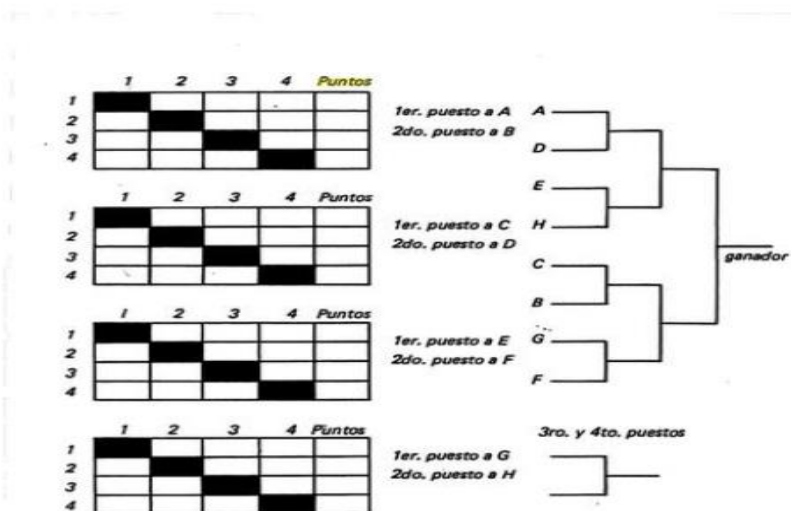 1 2 3 4 Puntos
1
2
3
4
1er. puesto a A
2do. puesto a B
1 2 3 4 Puntos
1
2
3
4
1er. puesto a C
2do. puesto a D
1 2 3 4 Puntos
1
2
3
4
1er. puesto a E
2do. puesto a F
1 2 3 4 Puntos
1
2
3
4
1er. puesto a G
2do. puesto a H
A
D
E
H
C
B
G
F
ganador
3ro. y 4to. puestos